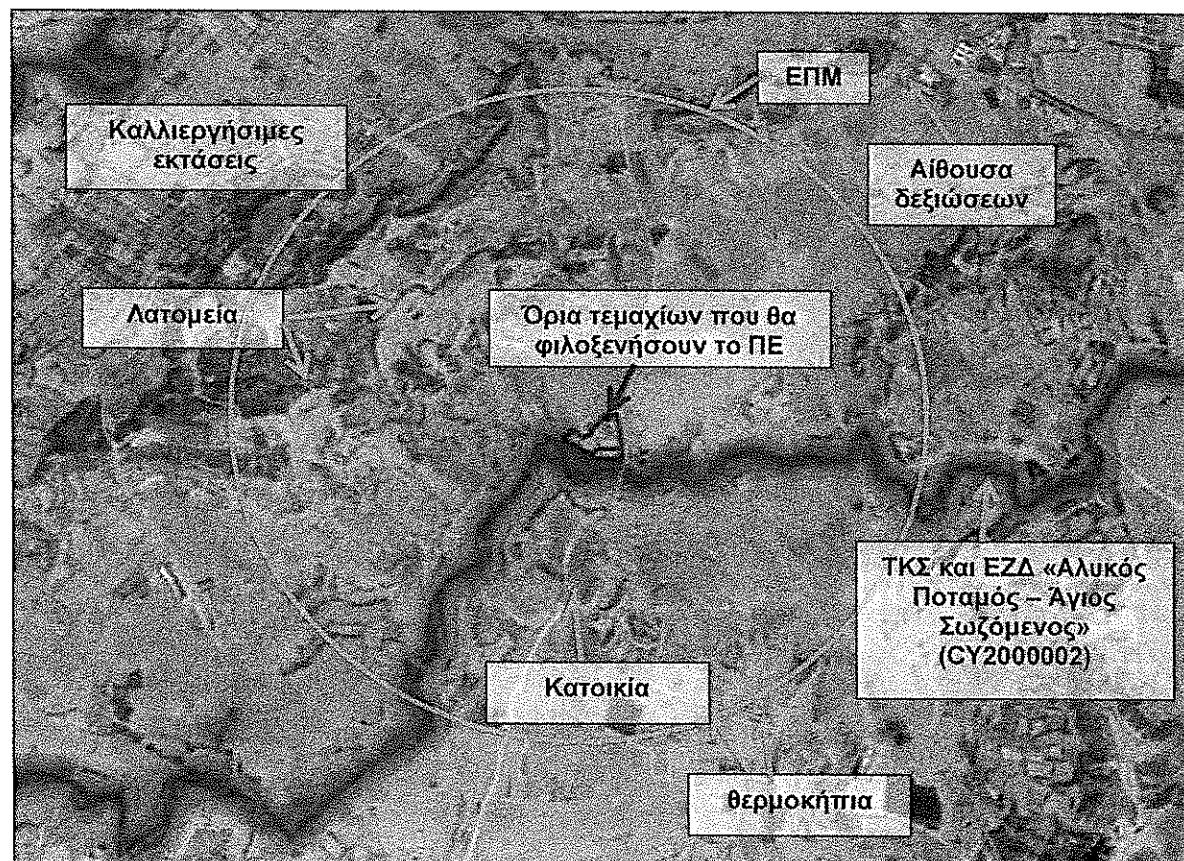 ΕΠΜ
Καλλιεργήσιμες
εκτάσεις
Αίθουσα
δεξιώσεων
Λατομεία
Όρια τεμαχίων που θα
φιλοξενήσουν το ΠΕ
ΤΚΣ και ΕΖΔ «Αλυκός
Ποταμός – Άγιος
Σωζόμενος»
(CY2000002)
Κατοικία
θερμοκήπια